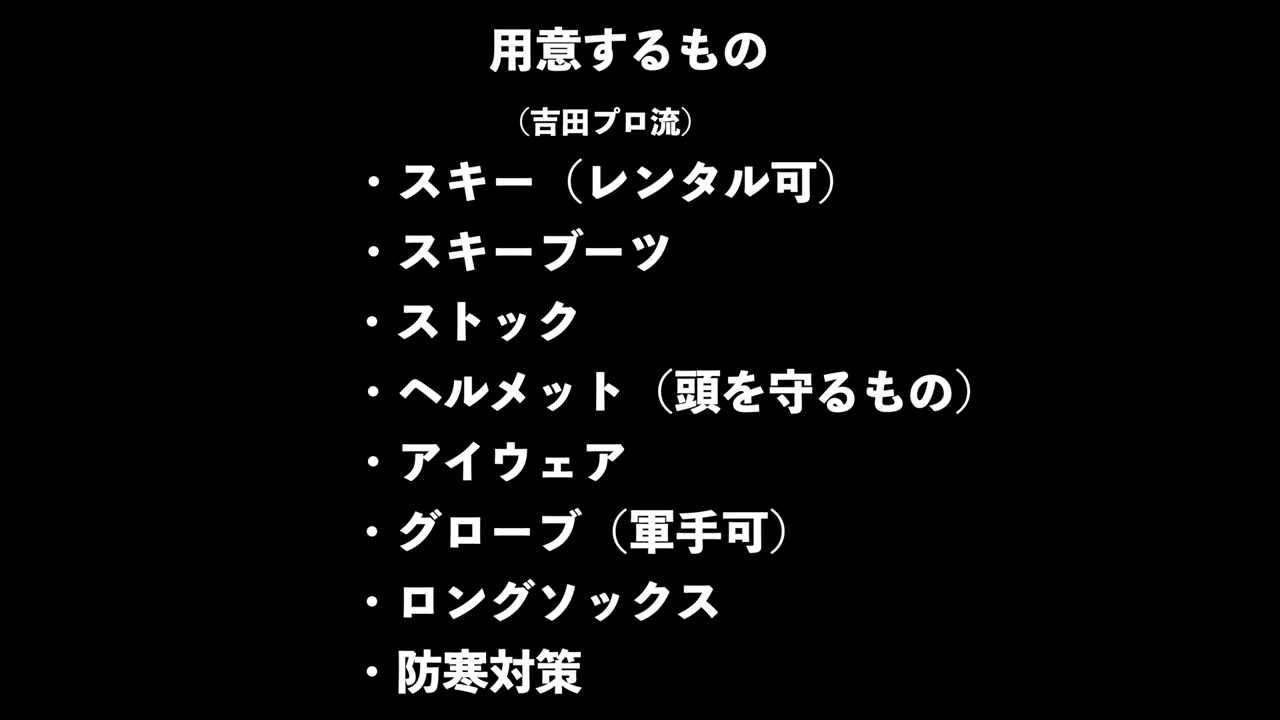 用意するもの
（吉田プロ流）
・スキー（レンタル可）
・スキーブーツ
・ストック
・ヘルメット（頭を守るもの）
・アイウェア
・グローブ（軍手可）
・ロングソックス
・防寒対策